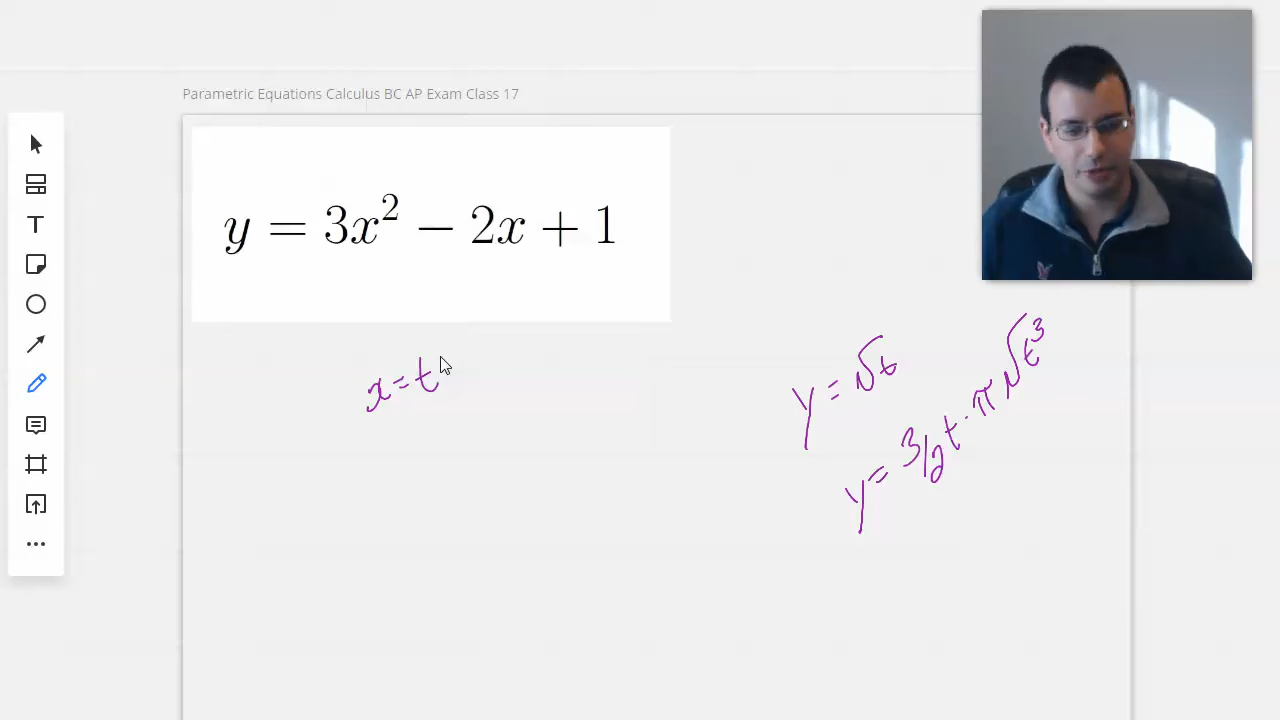 Parametric Equations Calculus BC AP Exam Class 17
y = 3x² − 2x + 1
x = t
y = √t
y = 3/2 t · π √t³